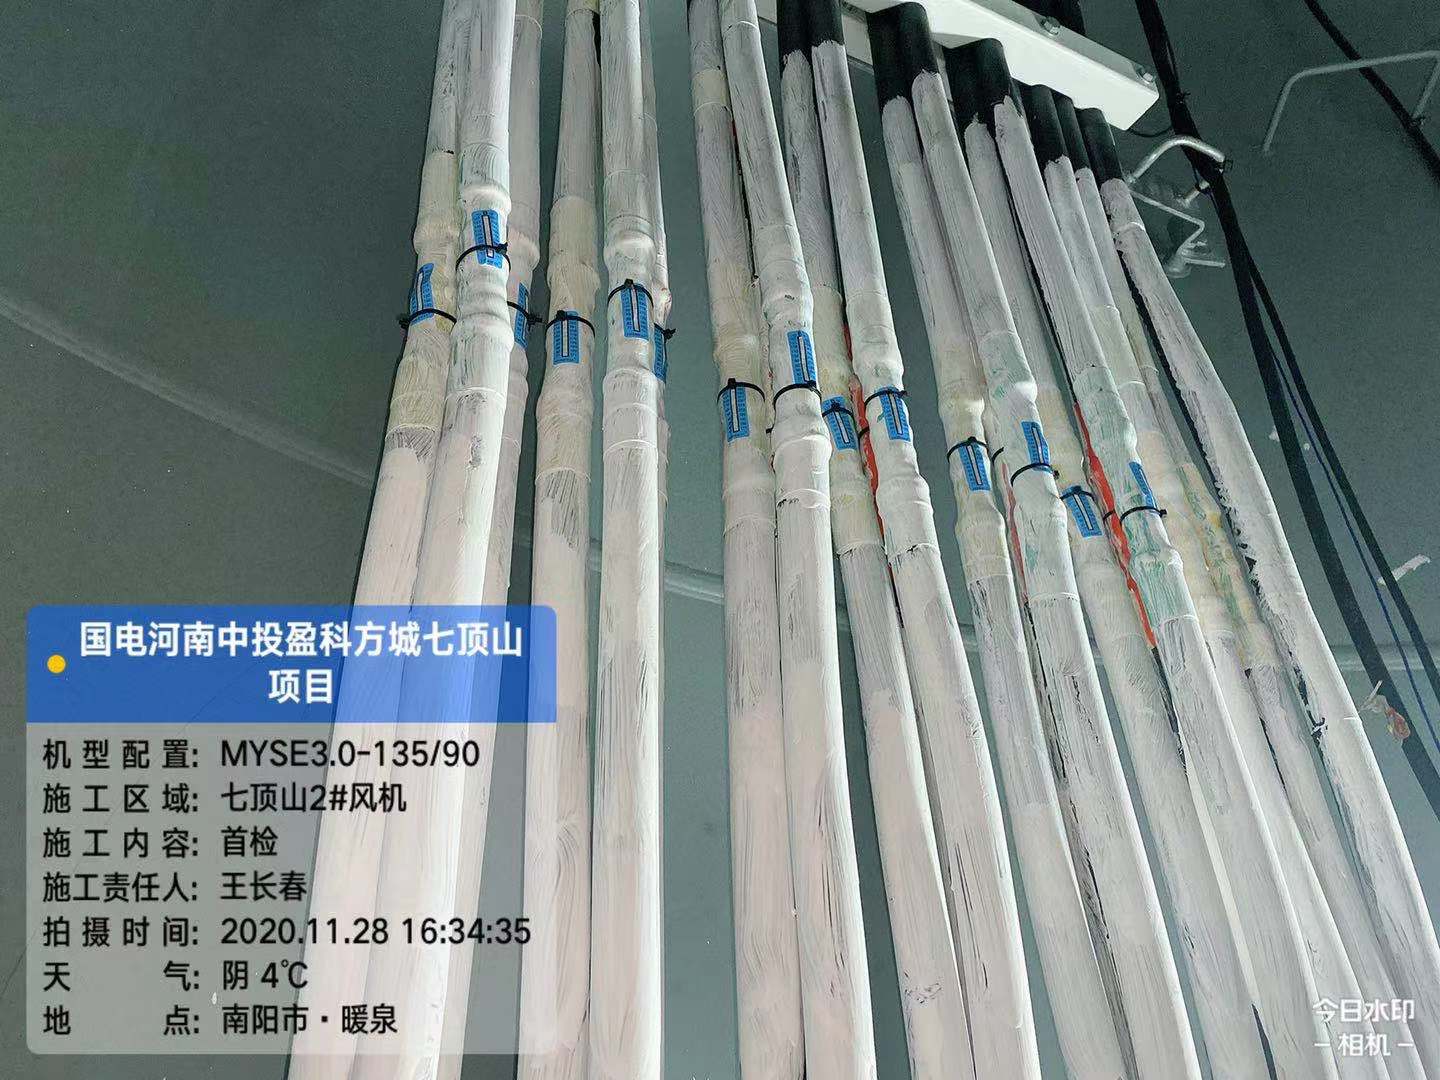 国电河南中投盈科方城七顶山
项目
机型配置: MYSE3.0-135/90
施工区域: 七顶山2#风机
施工内容: 首检
施工责任人: 王长春
拍摄时间: 2020.11.28 16:34:35
天气: 阴 4℃
地点: 南阳市·暖泉
今日水印
-相机-